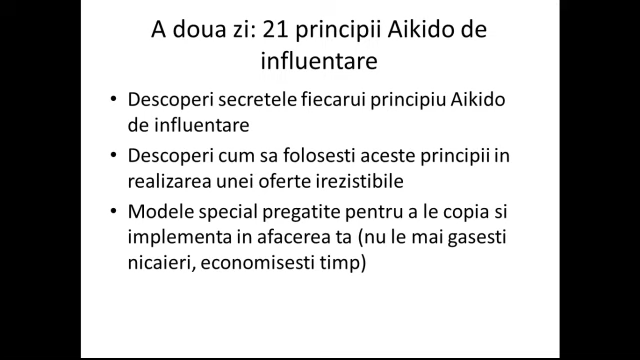 A doua zi: 21 principii Aikido de
influentare
• Descoperi secretele fiecarui principiu Aikido
de influentare
• Descoperi cum sa folosesti aceste principii in
realizarea unei oferte irezistibile
• Modele special pregatite pentru a le copia si
implementa in afacerea ta (nu le mai gasesti
nicaieri, economisesti timp)